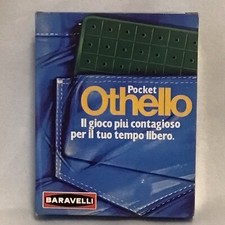 Pocket
Othello
Il gioco più contagioso
per il tuo tempo libero.
BARAVELLI